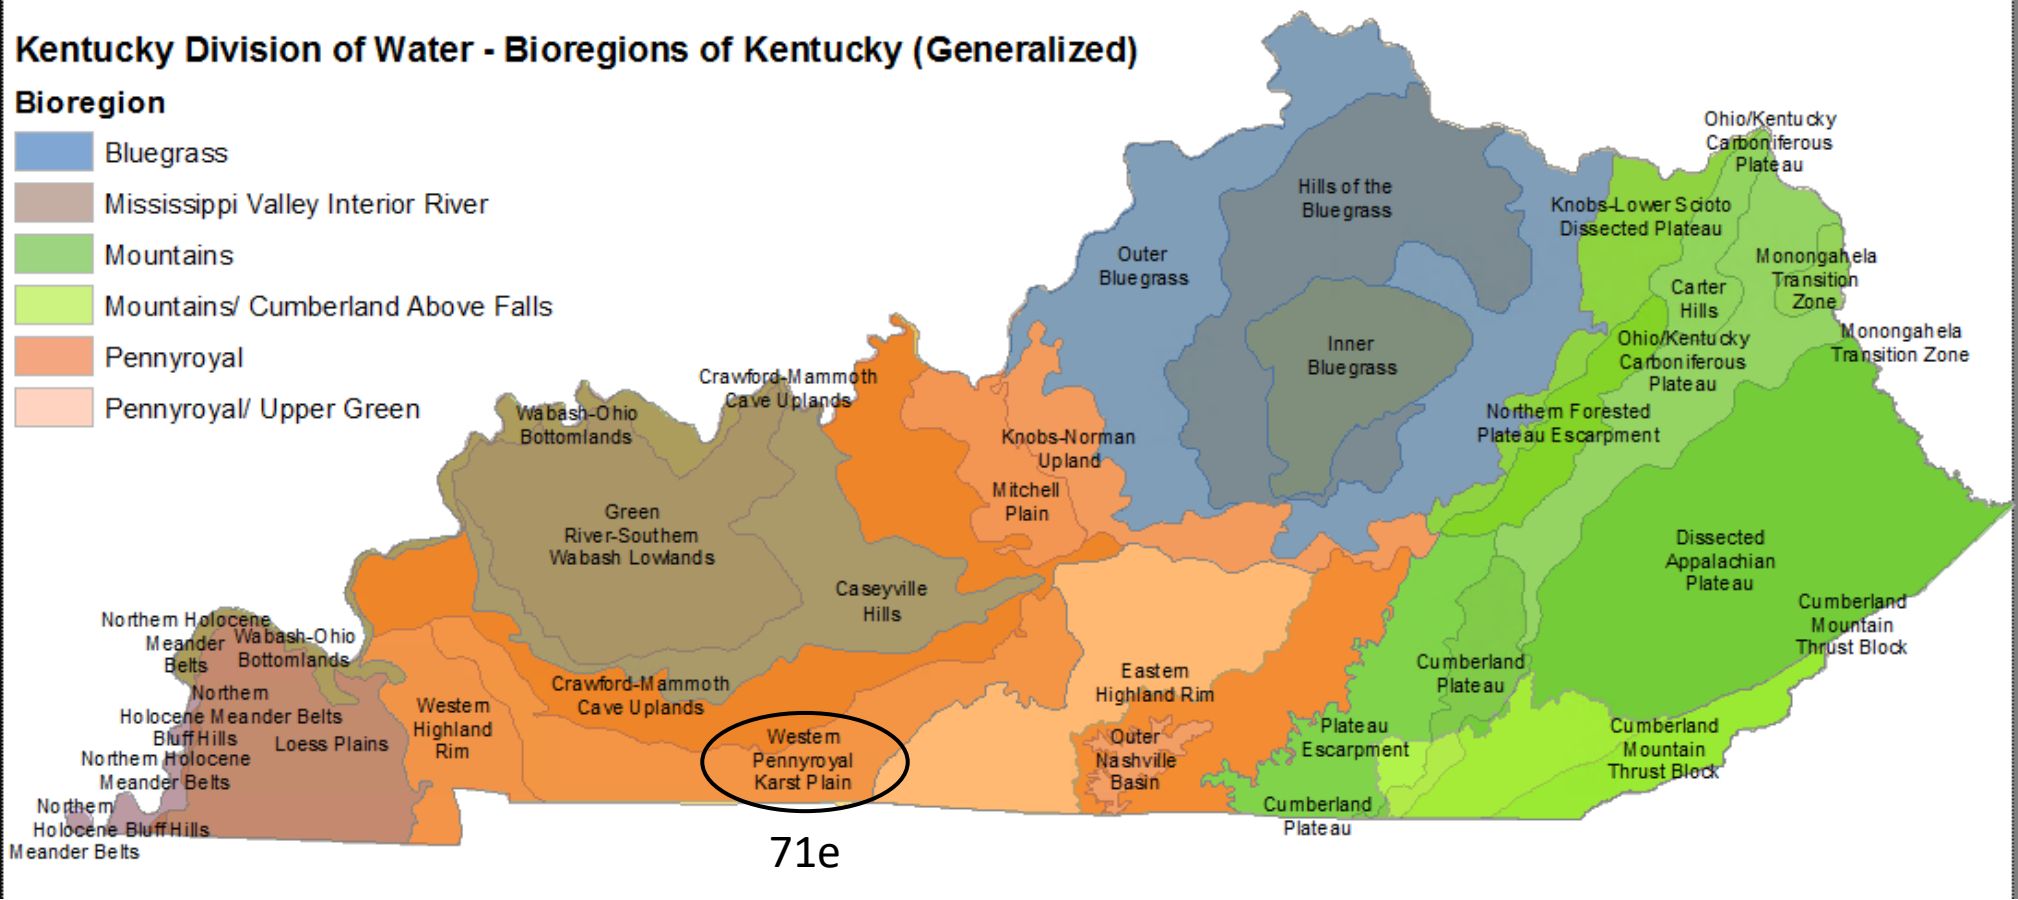 Kentucky Division of Water - Bioregions of Kentucky (Generalized)
Bioregion
Bluegrass
Mississippi Valley Interior River
Mountains
Mountains/ Cumberland Above Falls
Pennyroyal
Pennyroyal/ Upper Green
Ohio/Kentucky
Carboniferous
Plateau
Hills of the
Bluegrass
Knobs-Lower Scioto
Dissected Plateau
Outer
Bluegrass
Monongahela
Transition
Zone
Carter
Hills
Inner
Bluegrass
Ohio/Kentucky
Carboniferous
Plateau
Monongahela
Transition Zone
Crawford-Mammoth
Cave Uplands
Wabash-Ohio
Bottomlands
Knobs-Norman
Upland
Northern Forested
Plateau Escarpment
Mitchell
Plain
Green
River-Southern
Wabash Lowlands
Dissected
Appalachian
Plateau
Caseyville
Hills
Cumberland
Mountain
Thrust Block
Northern Holocene
Meander
Belts
Wabash-Ohio
Bottomlands
Northern
Holocene Meander Belts
Bluff Hills
Loess Plains
Northern Holocene
Meander Belts
Northern
Holocene Bluff Hills
Meander Belts
Western
Highland
Rim
Crawford-Mammoth
Cave Uplands
Western
Pennyroyal
Karst Plain
Eastern
Highland Rim
Outer
Nashville
Basin
Cumberland
Plateau
Plateau
Escarpment
Cumberland
Plateau
Cumberland
Mountain
Thrust Block
71e